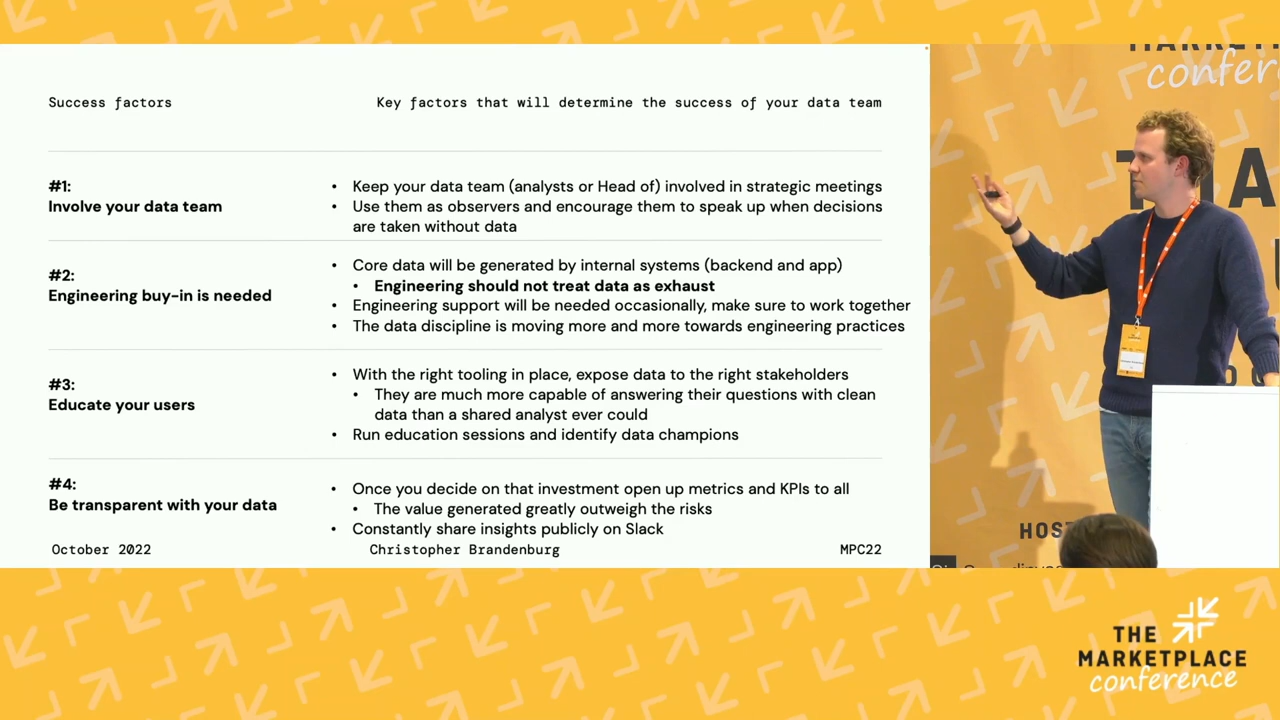 Success factors
Key factors that will determine the success of your data team
#1:
Involve your data team
• Keep your data team (analysts or Head of) involved in strategic meetings
• Use them as observers and encourage them to speak up when decisions
are taken without data
#2:
Engineering buy-in is needed
• Core data will be generated by internal systems (backend and app)
• Engineering should not treat data as exhaust
• Engineering support will be needed occasionally, make sure to work together
• The data discipline is moving more and more towards engineering practices
#3:
Educate your users
• With the right tooling in place, expose data to the right stakeholders
• They are much more capable of answering their questions with clean
data than a shared analyst ever could
• Run education sessions and identify data champions
#4:
Be transparent with your data
• Once you decide on that investment open up metrics and KPIs to all
• The value generated greatly outweigh the risks
• Constantly share insights publicly on Slack
October 2022
Christopher Brandenburg
MPC22
confer
HOST
THE
MARKETPLACE
conference